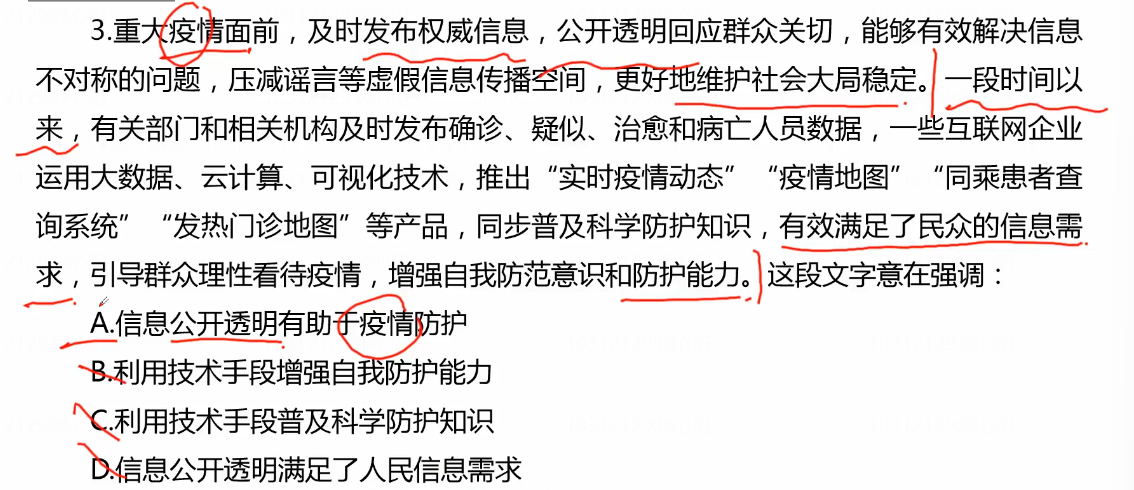 3.重大疫情面前，及时发布权威信息，公开透明回应群众关切，能够有效解决信息
不对称的问题，压减谣言等虚假信息传播空间，更好地维护社会大局稳定。一段时间以
来，有关部门和相关机构及时发布确诊、疑似、治愈和病亡人员数据，一些互联网企业
运用大数据、云计算、可视化技术，推出“实时疫情动态”“疫情地图”“同乘患者查
询系统”“发热门诊地图”等产品，同步普及科学防护知识，有效满足了民众的信息需
求，引导群众理性看待疫情，增强自我防范意识和防护能力。这段文字意在强调：
A.信息公开透明有助于疫情防护
B.利用技术手段增强自我防护能力
C.利用技术手段普及科学防护知识
D.信息公开透明满足了人民信息需求